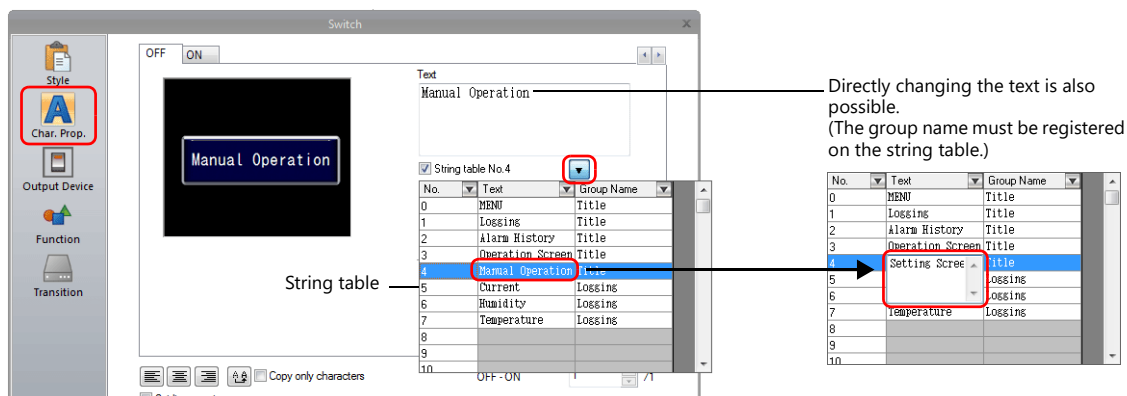 Switch
x
Style
Char. Prop.
Output Device
Function
Transition
OFF
ON
Manual Operation
Text
Manual Operation
String table No.4
No. Text Group Name
0 MENU Title
1 Logging Title
2 Alarm History Title
3 Operation Screen Title
4 Manual Operation Title
5 Current Logging
6 Humidity Logging
7 Temperature Logging
8
9
10
String table
Copy only characters
OFF - ON
/1
Directly changing the text is also
possible.
(The group name must be registered
on the string table.)
No. Text Group Name
0 MENU Title
1 Logging Title
2 Alarm History Title
3 Operation Screen Title
4 Setting Scree Title
5 Logging
6 Logging
7 Temperature Logging
8
9
10